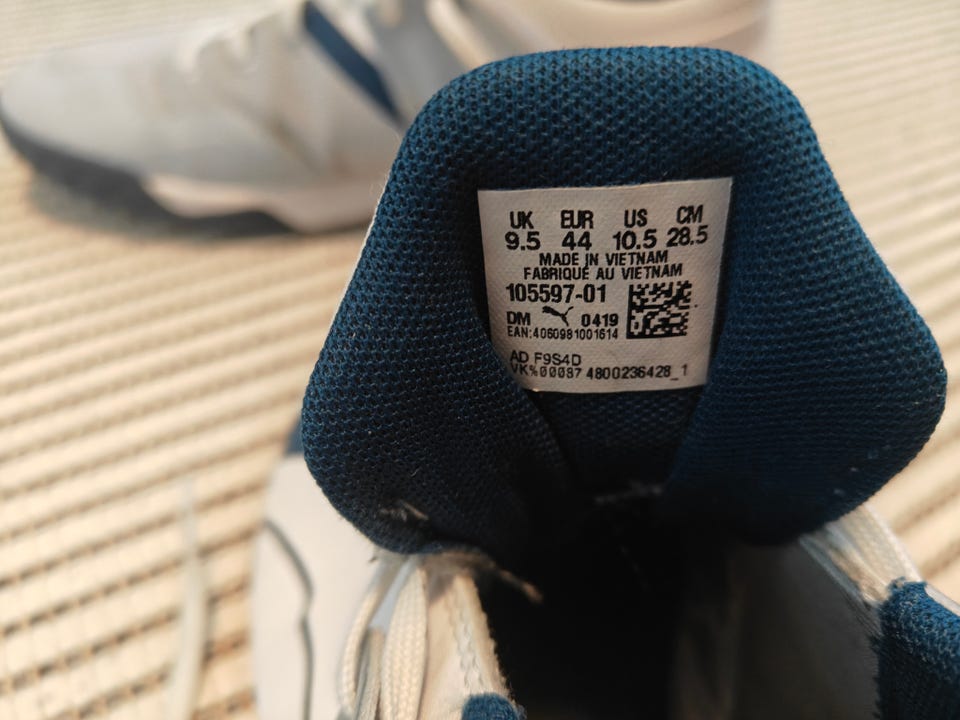 UK EUR US CM
9.5 44 10.5 28.5
MADE IN VIETNAM
FABRIQUÉ AU VIETNAM
105597-01
DM 0419
EAN:4060981001614
AD F9S4D
VK%00087 4800236428_1